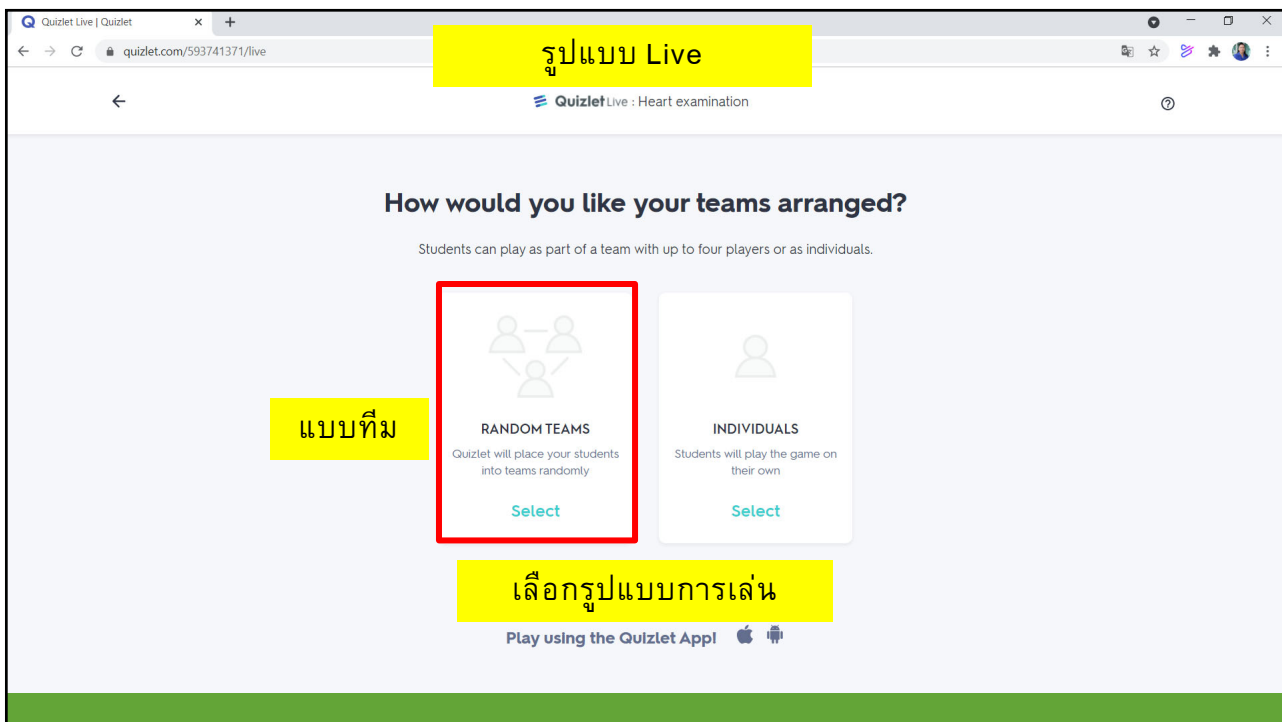 Quizlet Live | Quizlet
quizlet.com/593741371/live
รูปแบบ Live
Quizlet Live : Heart examination
How would you like your teams arranged?
Students can play as part of a team with up to four players or as individuals.
แบบทีม
RANDOM TEAMS
Quizlet will place your students
into teams randomly
Select
INDIVIDUALS
Students will play the game on
their own
Select
เลือกรูปแบบการเล่น
Play using the Quizlet App!